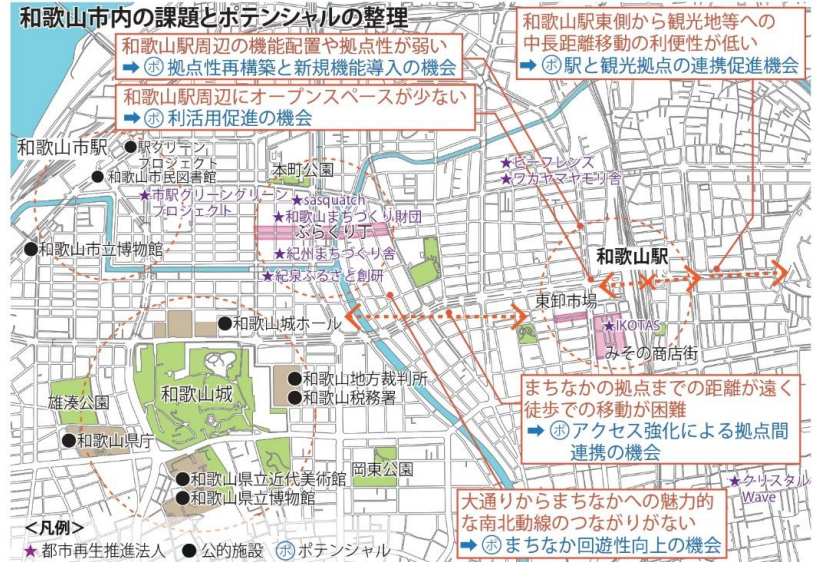 和歌山市内の課題とポテンシャルの整理
和歌山駅周辺の機能配置や拠点性が弱い
➡ ポ 拠点性再構築と新規機能導入の機会
和歌山駅周辺にオープンスペースが少ない
➡ ポ 利活用促進の機会
和歌山駅東側から観光地等への
中長距離移動の利便性が低い
➡ ポ 駅と観光拠点の連携促進機会
和歌山市駅
●駅グリーン
プロジェクト
●和歌山市民図書館
★市駅グリーングリーン
プロジェクト
●和歌山市立博物館
本町公園
★sasquatch
★和歌山まちづくり財団
ぶらくり丁
★紀州まちづくり舎
★紀泉ふるさと創研
★ビーフレンズ
★ワカヤマヤモリ舎
和歌山駅
東卸市場
★IKOTAS
みその商店街
●和歌山城ホール
和歌山城
●和歌山地方裁判所
●和歌山税務署
雄湊公園
●和歌山県庁
●和歌山県立近代美術館
●和歌山県立博物館
岡東公園
まちなかの拠点までの距離が遠く
徒歩での移動が困難
➡ ポ アクセス強化による拠点間
連携の機会
★クリスタル
Wave
大通りからまちなかへの魅力的
な南北動線のつながりがない
➡ ポ まちなか回遊性向上の機会
＜凡例＞
★ 都市再生推進法人 ● 公的施設 ポ ポテンシャル